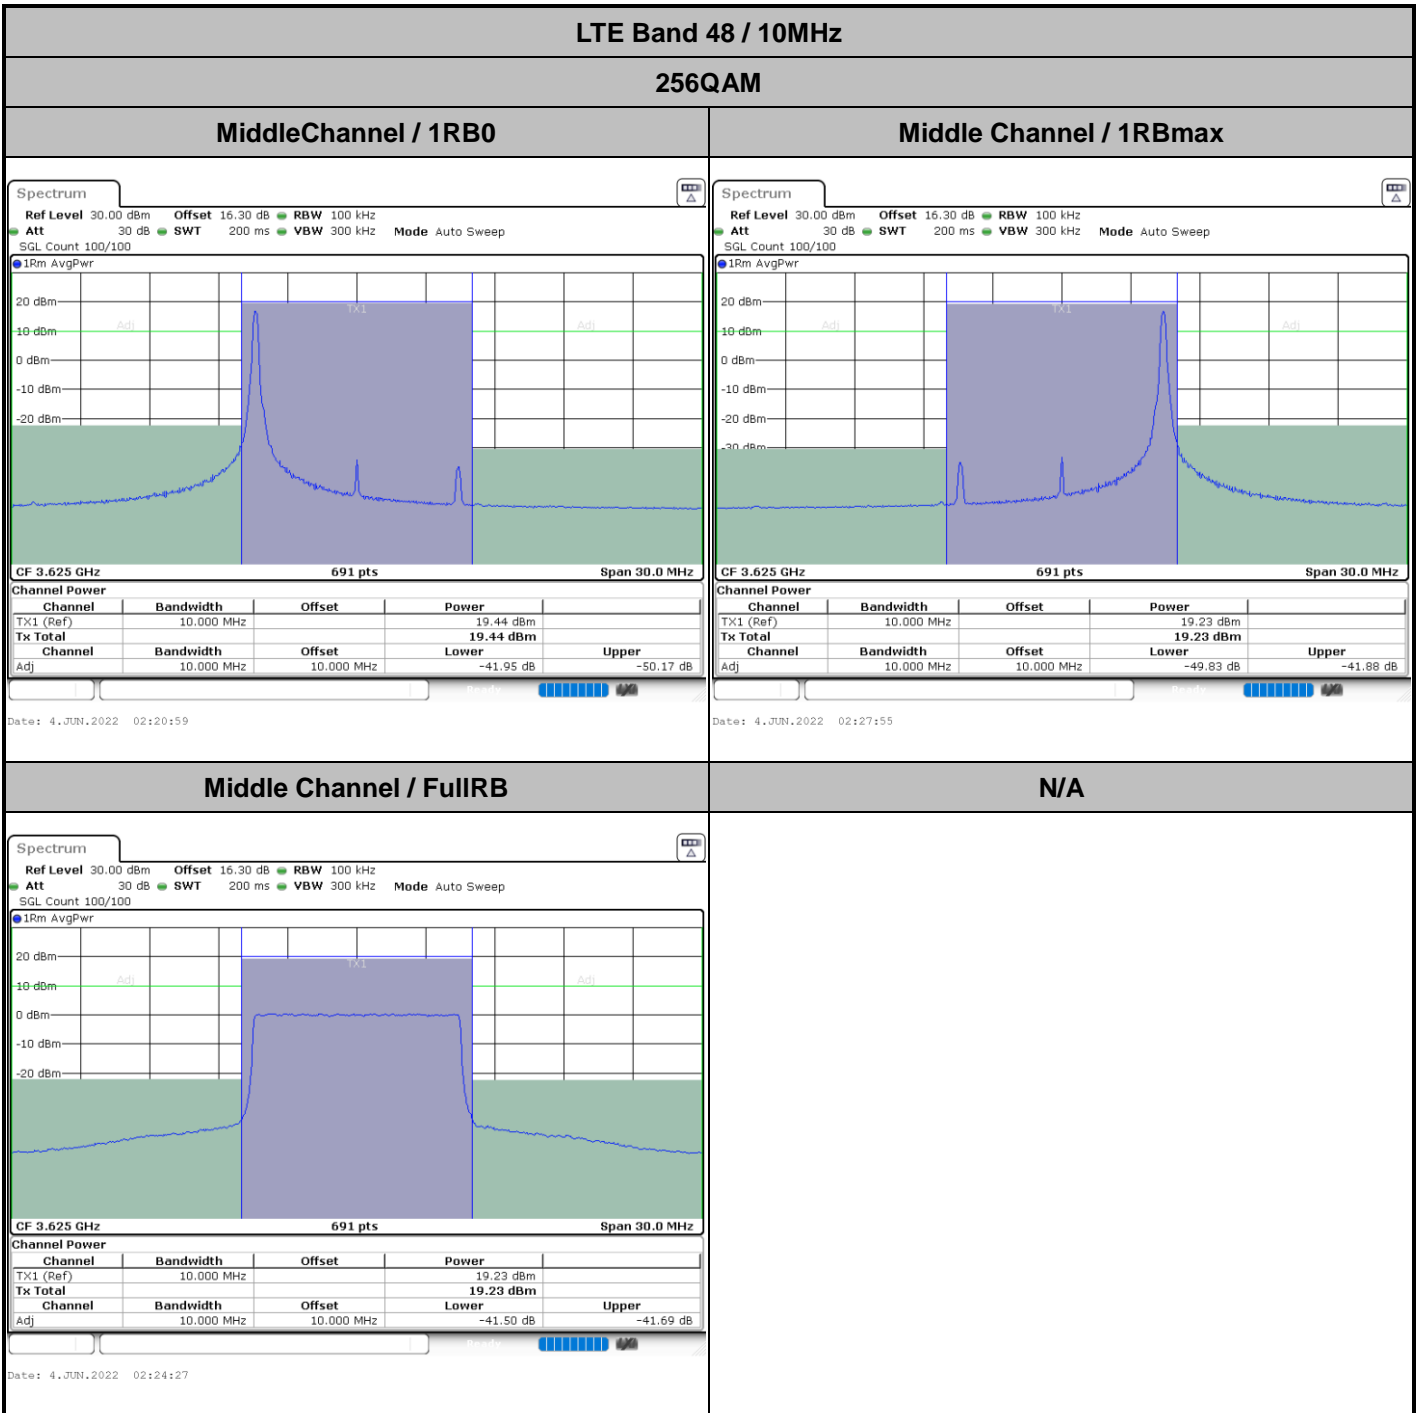 LTE Band 48 / 10MHz
256QAM
MiddleChannel / 1RB0
Middle Channel / 1RBmax
Spectrum
Ref Level 30.00 dBm Offset 16.30 dB RBW 100 kHz
Att 30 dB SWT 200 ms VBW 300 kHz Mode Auto Sweep
SGL Count 100/100
1Rm AvgPwr
TX1
20 dBm
Adj Adj
10 dBm
0 dBm
-10 dBm
-20 dBm
CF 3.625 GHz 691 pts Span 30.0 MHz
Channel Power
Channel Bandwidth Offset Power
TX1 (Ref) 10.000 MHz 19.44 dBm
Tx Total 19.44 dBm
Channel Bandwidth Offset Lower Upper
Adj 10.000 MHz 10.000 MHz -41.95 dB -50.17 dB
Ready
Date: 4.JUN.2022 02:20:59
Spectrum
Ref Level 30.00 dBm Offset 16.30 dB RBW 100 kHz
Att 30 dB SWT 200 ms VBW 300 kHz Mode Auto Sweep
SGL Count 100/100
1Rm AvgPwr
TX1
20 dBm
Adj Adj
10 dBm
0 dBm
-10 dBm
-20 dBm
-30 dBm
CF 3.625 GHz 691 pts Span 30.0 MHz
Channel Power
Channel Bandwidth Offset Power
TX1 (Ref) 10.000 MHz 19.23 dBm
Tx Total 19.23 dBm
Channel Bandwidth Offset Lower Upper
Adj 10.000 MHz 10.000 MHz -49.83 dB -41.88 dB
Ready
Date: 4.JUN.2022 02:27:55
Middle Channel / FullRB
N/A
Spectrum
Ref Level 30.00 dBm Offset 16.30 dB RBW 100 kHz
Att 30 dB SWT 200 ms VBW 300 kHz Mode Auto Sweep
SGL Count 100/100
1Rm AvgPwr
20 dBm
TX1
Adj Adj
10 dBm
0 dBm
-10 dBm
-20 dBm
CF 3.625 GHz 691 pts Span 30.0 MHz
Channel Power
Channel Bandwidth Offset Power
TX1 (Ref) 10.000 MHz 19.23 dBm
Tx Total 19.23 dBm
Channel Bandwidth Offset Lower Upper
Adj 10.000 MHz 10.000 MHz -41.50 dB -41.69 dB
Ready
Date: 4.JUN.2022 02:24:27